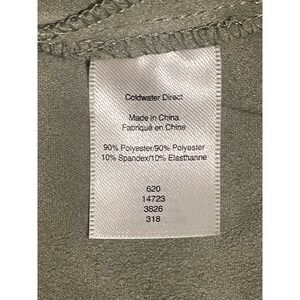 Coldwater Direct
Made in China
Fabriqué en Chine
90% Polyester/90% Polyester
10% Spandex/10% Elasthanne
620
14723
3826
318